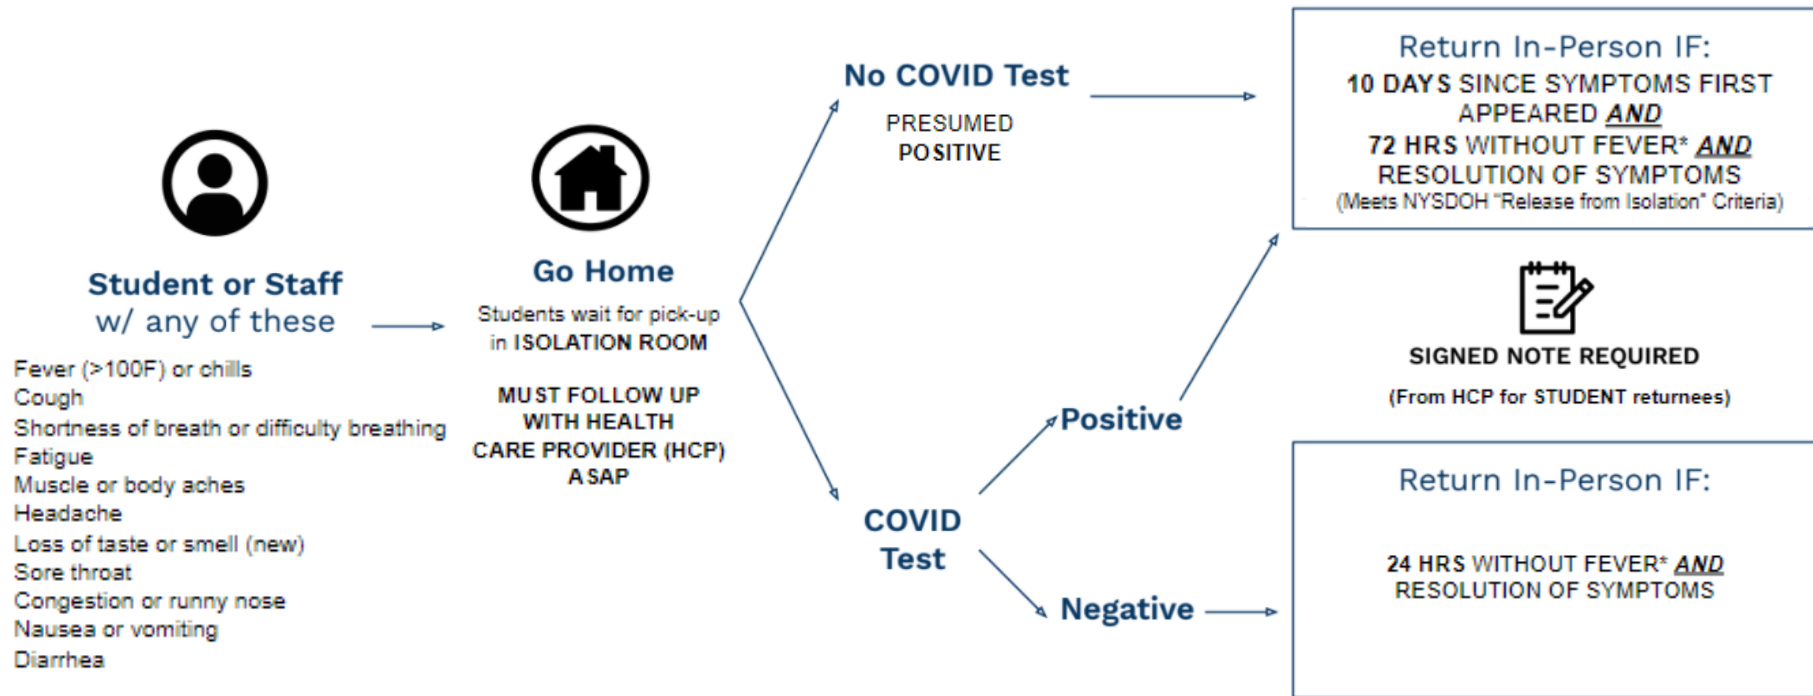 Student or Staff
w/ any of these
Fever (>100F) or chills
Cough
Shortness of breath or difficulty breathing
Fatigue
Muscle or body aches
Headache
Loss of taste or smell (new)
Sore throat
Congestion or runny nose
Nausea or vomiting
Diarrhea
Go Home
Students wait for pick-up
in ISOLATION ROOM
MUST FOLLOW UP
WITH HEALTH
CARE PROVIDER (HCP)
ASAP
No COVID Test
PRESUMED
POSITIVE
COVID
Test
Positive
Negative
Return In-Person IF:
10 DAYS SINCE SYMPTOMS FIRST
APPEARED AND
72 HRS WITHOUT FEVER* AND
RESOLUTION OF SYMPTOMS
(Meets NYSDOH "Release from Isolation" Criteria)
SIGNED NOTE REQUIRED
(From HCP for STUDENT returnees)
Return In-Person IF:
24 HRS WITHOUT FEVER* AND
RESOLUTION OF SYMPTOMS